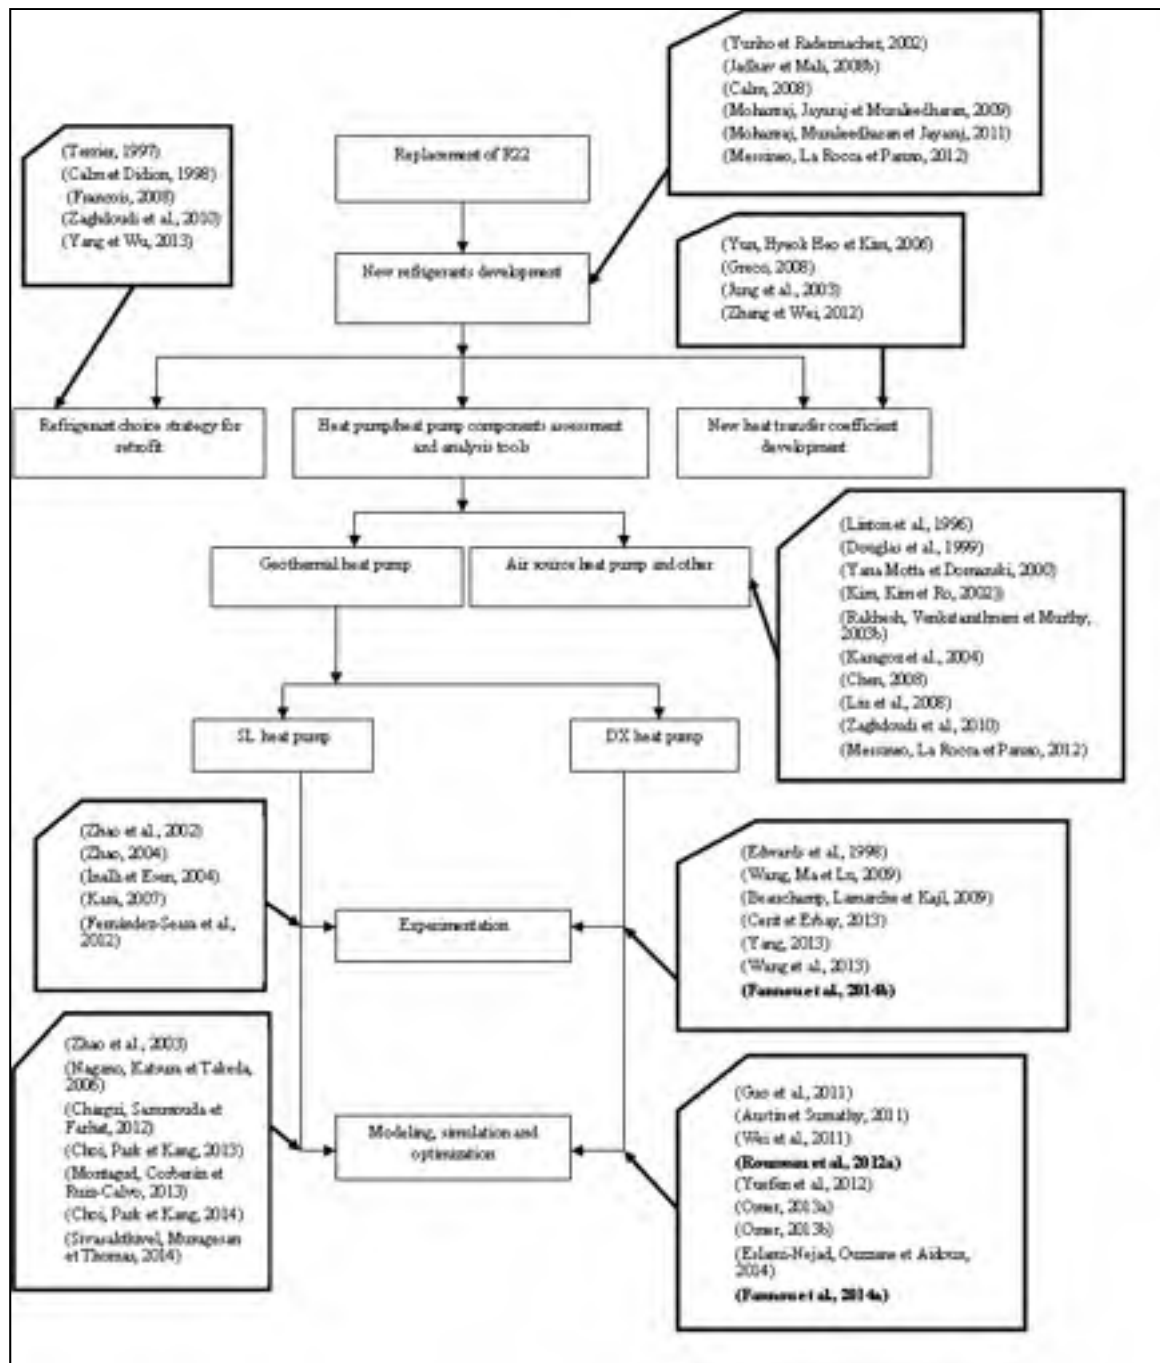 (Yunho et Radermacher, 2002)
(Jadhav et Mali, 2008b)
(Calm, 2008)
(Mohanraj, Jayaraj et Muraleedharan, 2009)
(Mohanraj, Muraleedharan et Jayaraj, 2011)
(Messineo, La Rocca et Panno, 2012)
(Terrier, 1997)
(Calm et Didion, 1998)
(Francois, 2008)
(Zaghdoudi et al., 2010)
(Yang et Wu, 2013)
Replacement of R22
New refrigerants development
(Yun, Hyeok Heo et Kim, 2006)
(Greco, 2008)
(Jung et al., 2003)
(Zhang et Wei, 2012)
Refrigerant choice strategy for
retrofit
Heat pump/heat pump components assessment
and analysis tools
New heat transfer coefficient
development
Geothermal heat pump
Air source heat pump and other
(Linton et al., 1996)
(Douglas et al., 1999)
(Yana Motta et Domanski, 2000)
(Kim, Kim et Ro, 2002))
(Rakhesh, Venkatarathnam et Murthy,
2003b)
(Karagoz et al., 2004)
(Chen, 2008)
(Liu et al., 2008)
(Zaghdoudi et al., 2010)
(Messineo, La Rocca et Panno, 2012)
SL heat pump
DX heat pump
(Zhao et al., 2002)
(Zhao, 2004)
(İnalli et Esen, 2004)
(Kara, 2007)
(Fernández-Seara et al.,
2012)
Experimentation
(Edwards et al., 1998)
(Wang, Ma et Lu, 2009)
(Beauchamp, Lamarche et Kajl, 2009)
(Cerit et Erbay, 2013)
(Yang, 2013)
(Wang et al., 2013)
(Fannou et al., 2014b)
(Zhao et al., 2003)
(Nagano, Katsura et Takeda,
2006)
(Chargui, Sammouda et
Farhat, 2012)
(Choi, Park et Kang, 2013)
(Montagud, Corberán et
Ruiz-Calvo, 2013)
(Choi, Park et Kang, 2014)
(Sivasakthivel, Murugesan
et Thomas, 2014)
Modeling, simulation and
optimization
(Guo et al., 2011)
(Austin et Sumathy, 2011)
(Wei et al., 2011)
(Rousseau et al., 2012a)
(Yuefen et al., 2012)
(Omer, 2013a)
(Omer, 2013b)
(Eslami-Nejad, Ouzzane et Aidoun,
2014)
(Fannou et al., 2014a)